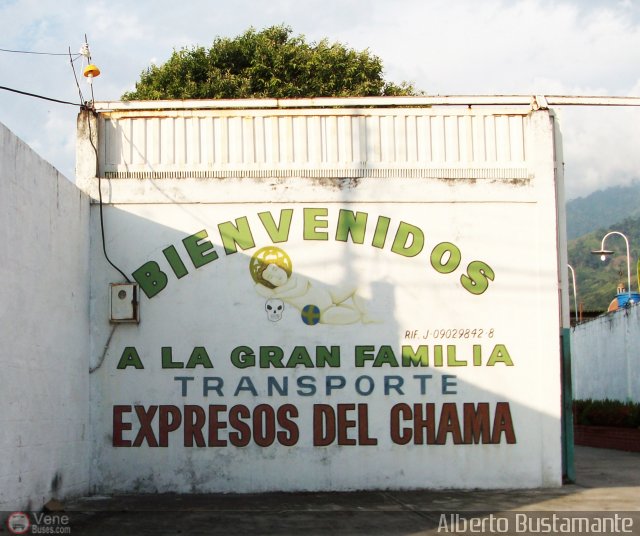 BIENVENIDOS
RIF. J-09029842-8
A LA GRAN FAMILIA
TRANSPORTE
EXPRESOS DEL CHAMA
Vene
Buses.com
Alberto Bustamante